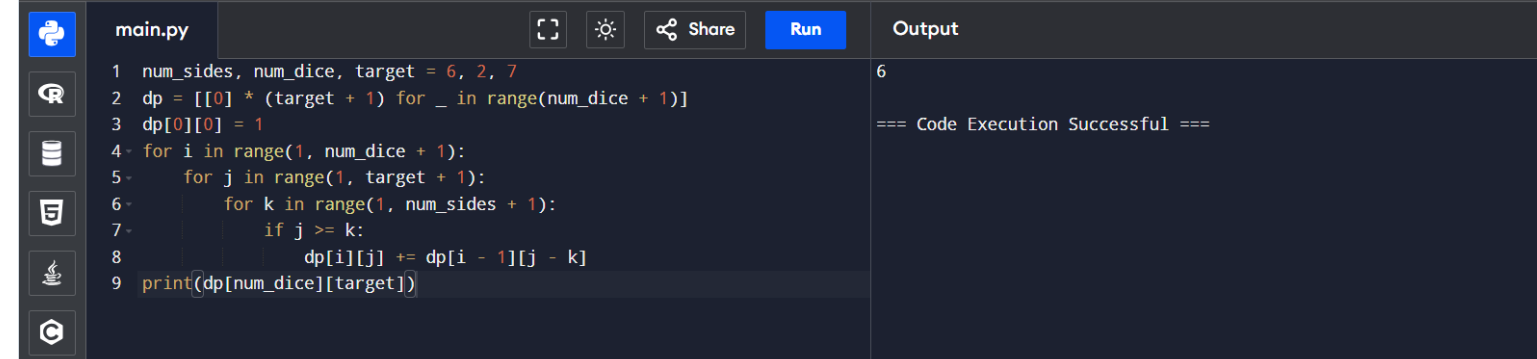 main.py
Share
Run
Output
1 num_sides, num_dice, target = 6, 2, 7
2 dp = [[0] * (target + 1) for _ in range(num_dice + 1)]
3 dp[0][0] = 1
4 for i in range(1, num_dice + 1):
5     for j in range(1, target + 1):
6         for k in range(1, num_sides + 1):
7             if j >= k:
8                 dp[i][j] += dp[i - 1][j - k]
9 print(dp[num_dice][target])
6
=== Code Execution Successful ===